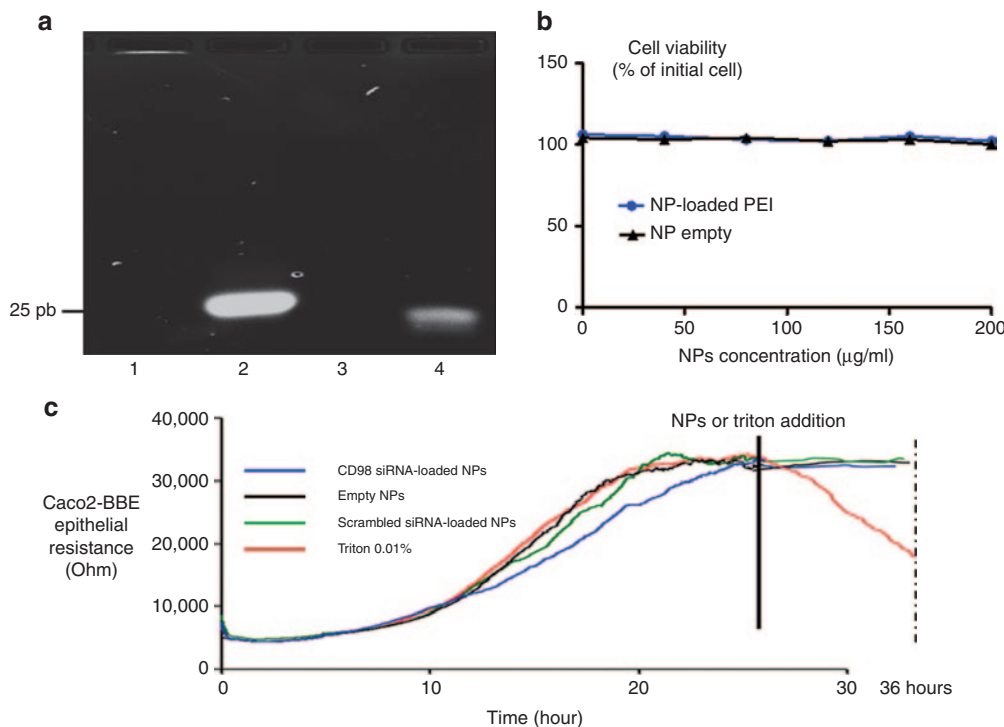 a
25 pb
1 2 3 4
b
Cell viability
(% of initial cell)
150
100
50
0
NP-loaded PEI
NP empty
0 50 100 150 200
NPs concentration (µg/ml)
c
40,000
30,000
20,000
10,000
0
Caco2-BBE
epithelial
resistance
(Ohm)
CD98 siRNA-loaded NPs
Empty NPs
Scrambled siRNA-loaded NPs
Triton 0.01%
NPs or triton addition
0 10 20 30 36 hours
Time (hour)